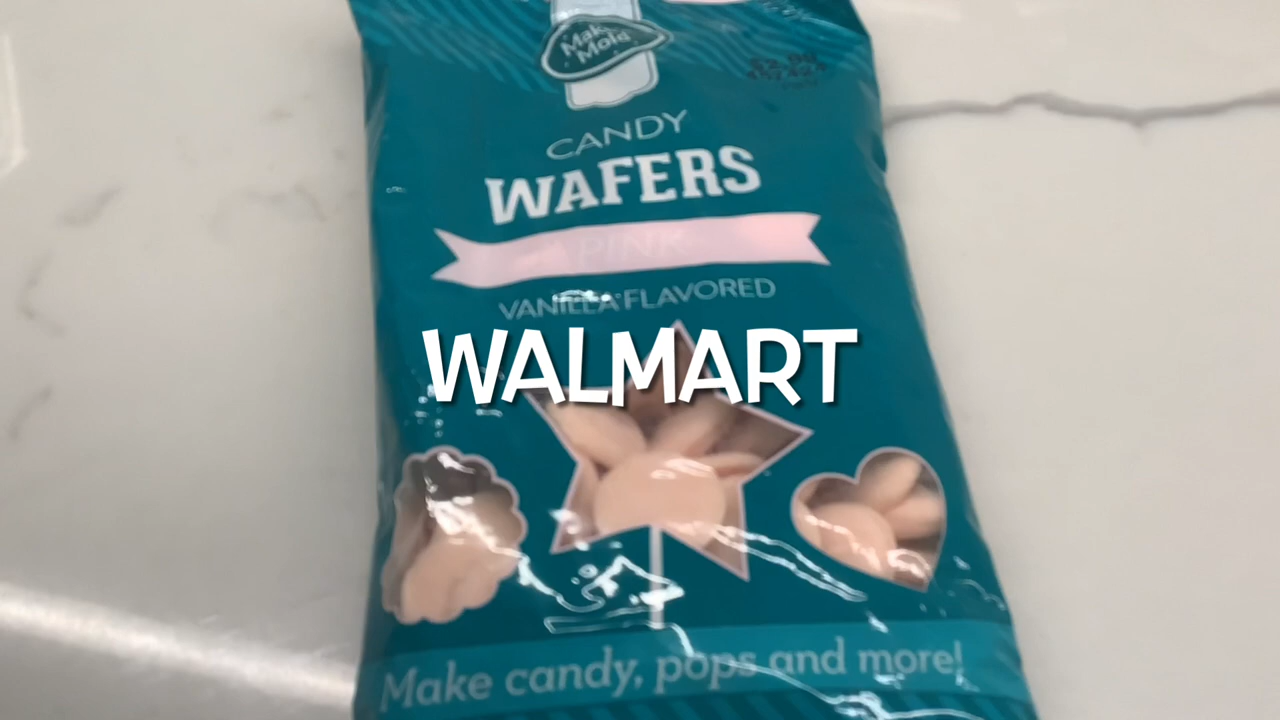 Mak
Mold
CANDY
WAFERS
PINK
VANILLA FLAVORED
WALMART
Make candy, pops and more!